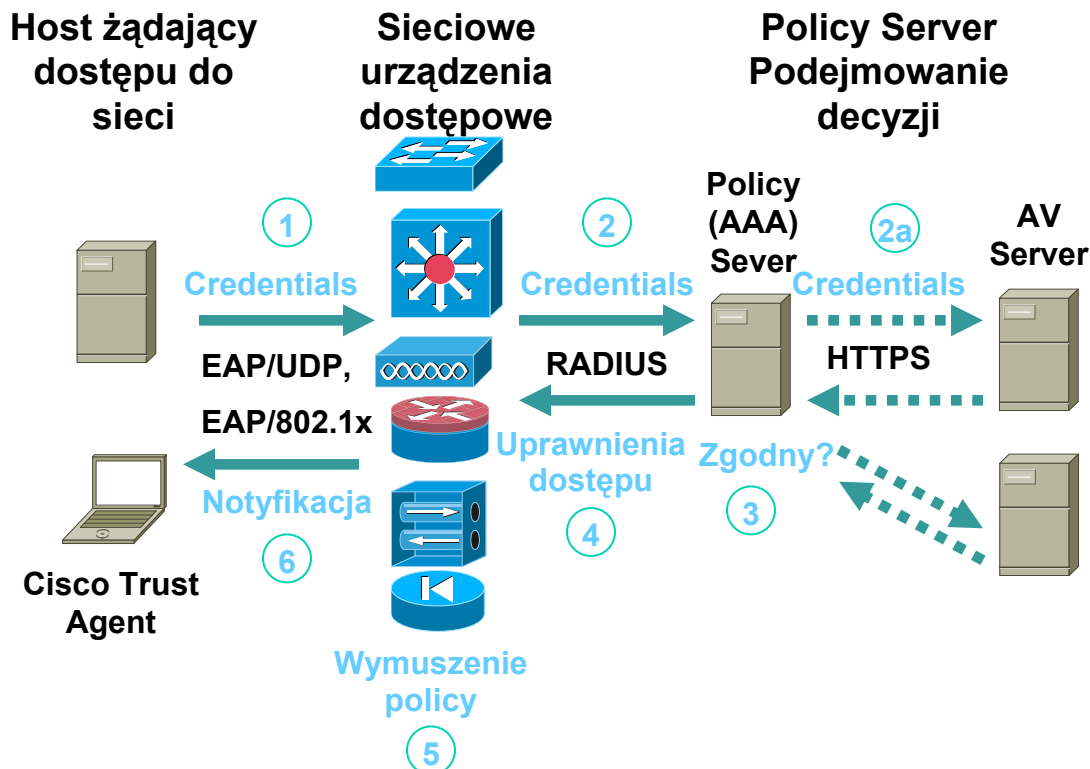 Host żądający
dostępu do
sieci
Sieciowe
urządzenia
dostępowe
Policy Server
Podejmowanie
decyzji
1
Credentials
EAP/UDP,
EAP/802.1x
Notyfikacja
6
Cisco Trust
Agent
2
Credentials
RADIUS
Uprawnienia
dostępu
4
Wymuszenie
policy
5
Policy
(AAA)
Sever
2a
Credentials
HTTPS
AV
Server
Zgodny?
3